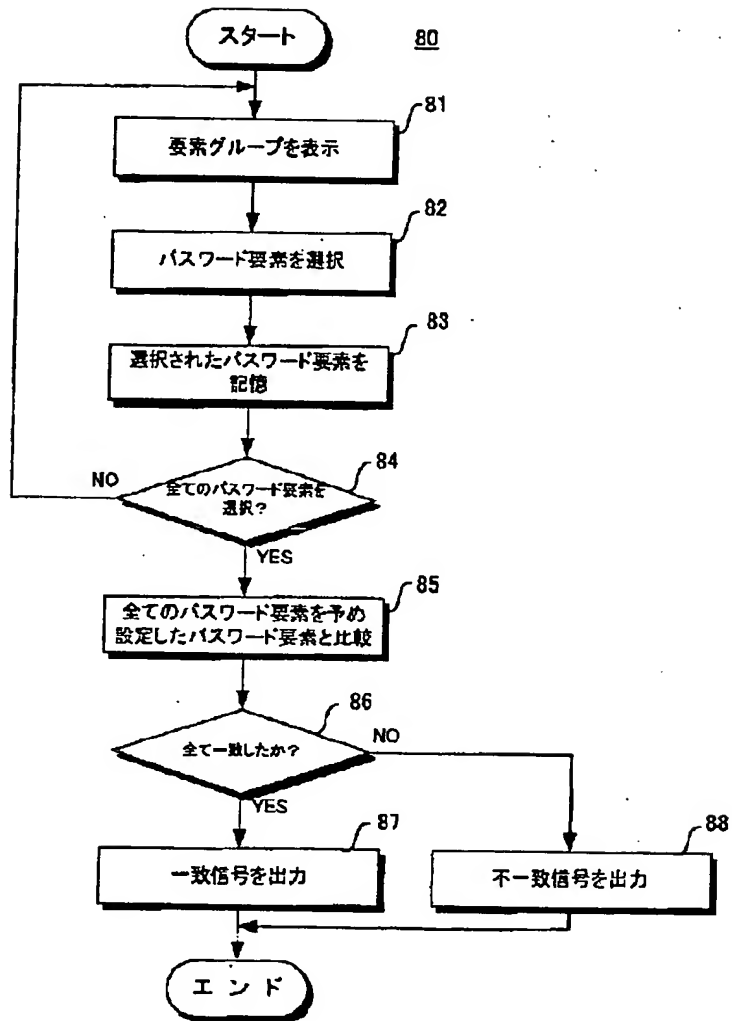 スタート
80
81
要素グループを表示
82
パスワード要素を選択
83
選択されたパスワード要素を
記憶
84
NO
全てのパスワード要素を
選択?
YES
85
全てのパスワード要素を予め
設定したパスワード要素と比較
86
NO
全て一致したか?
YES
87
88
一致信号を出力
不一致信号を出力
エンド